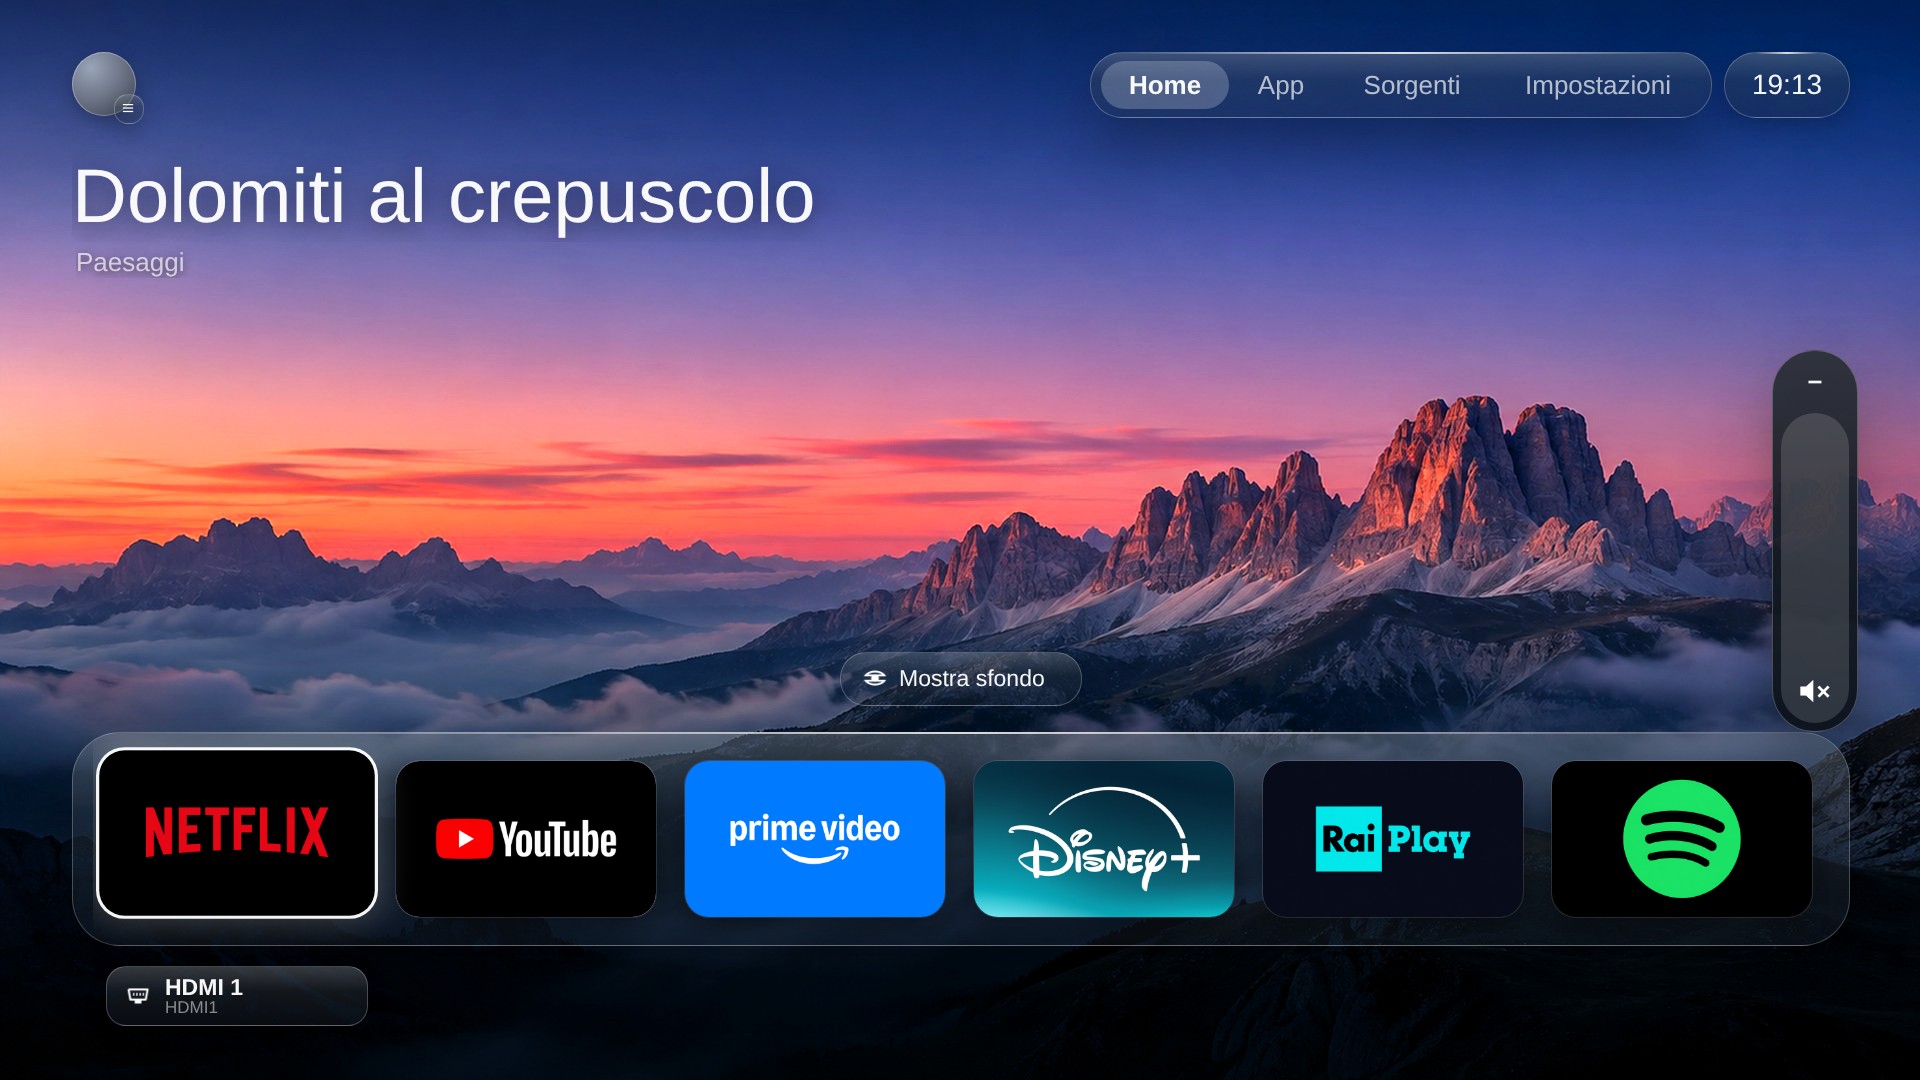 Home
App
Sorgenti
Impostazioni
19:13
Dolomiti al crepuscolo
Paesaggi
Mostra sfondo
NETFLIX
YouTube
prime video
Disney+
Rai Play
HDMI 1
HDMI1